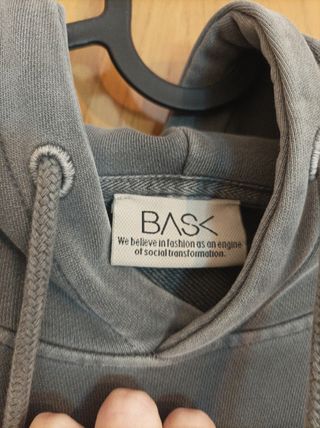 BASK
We believe in fashion as an engine
of social transformation.